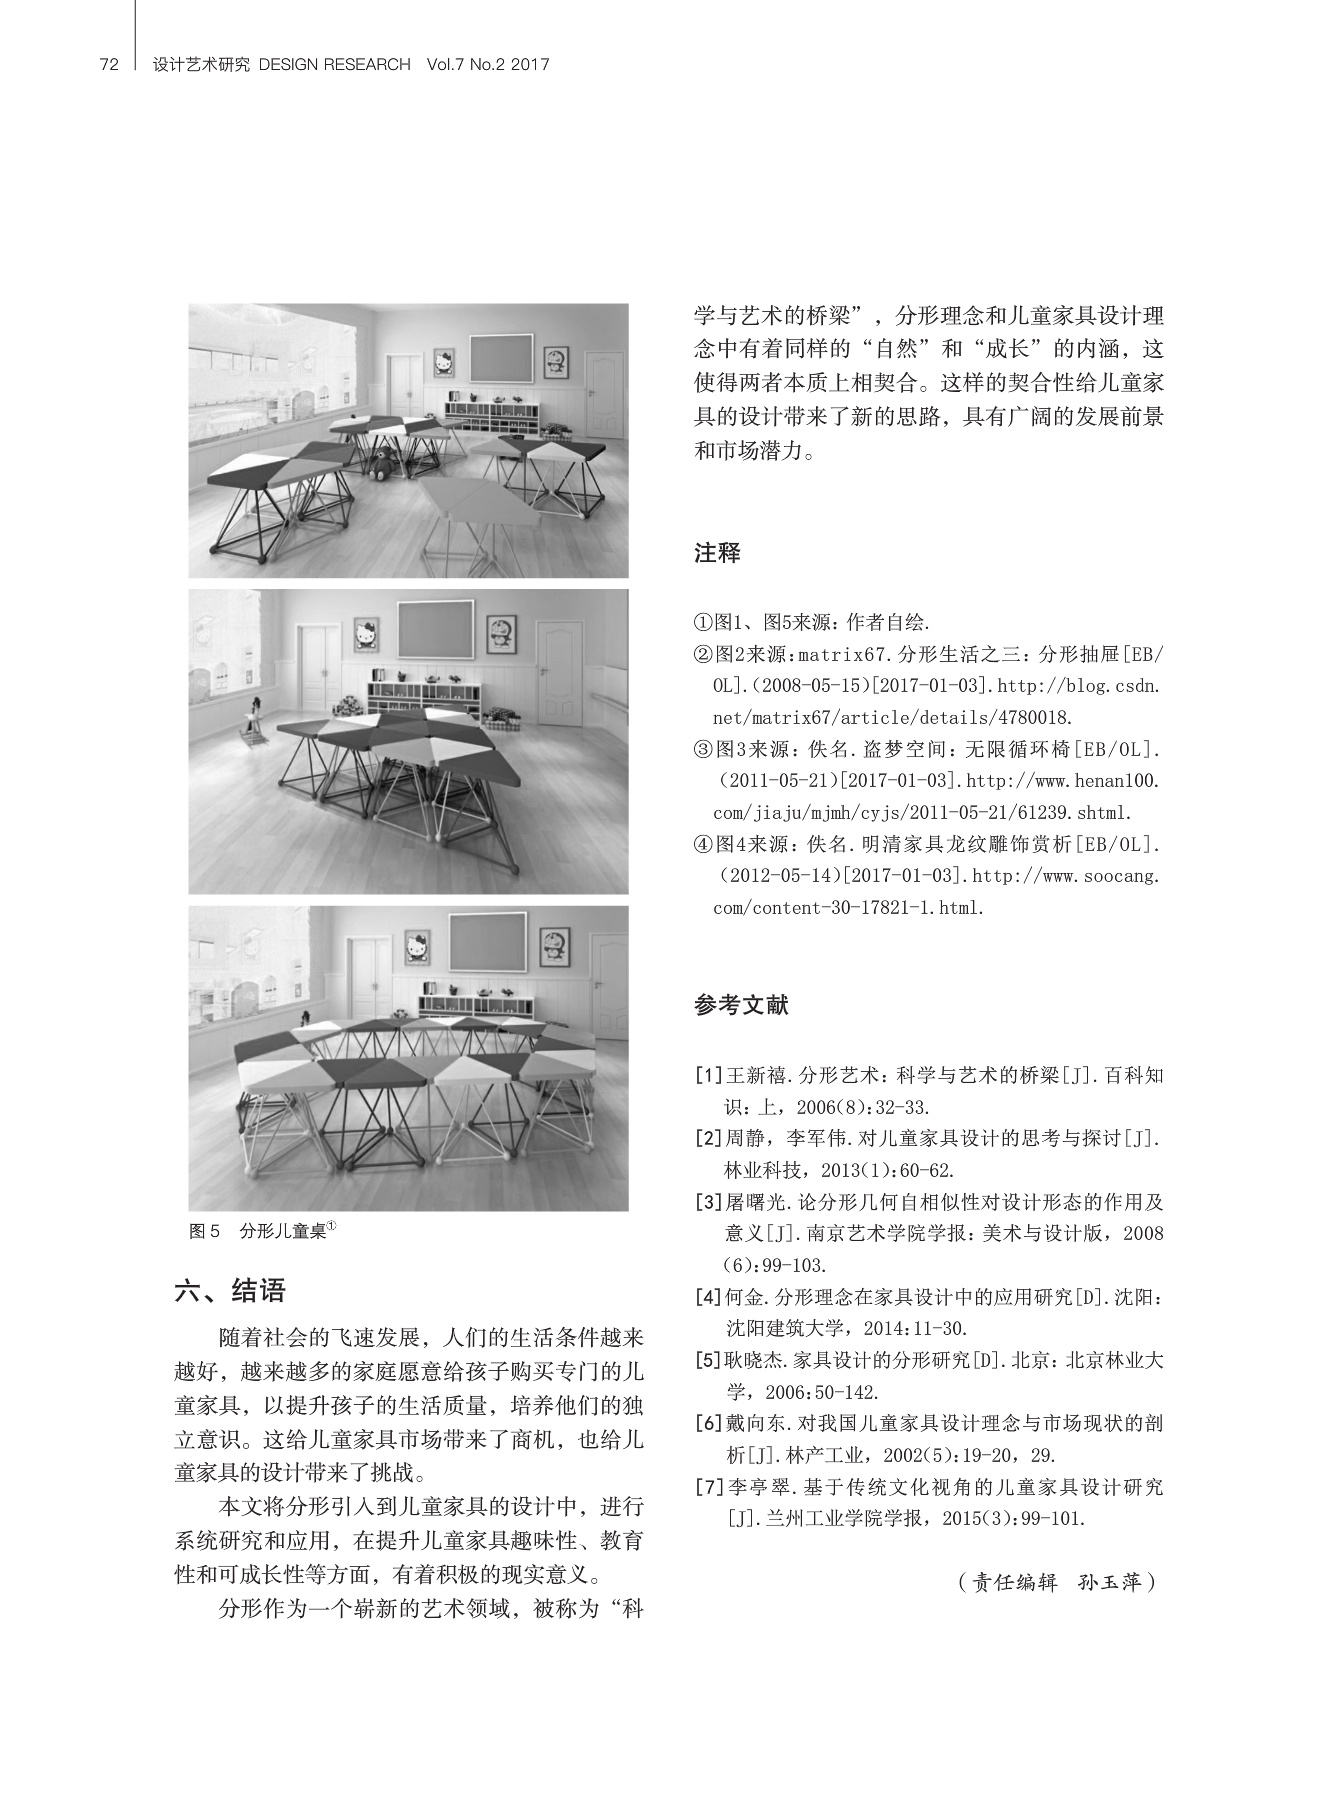 72 设计艺术研究 DESIGN RESEARCH Vol.7 No.2 2017
图 5 分形儿童桌①
六、结语
随着社会的飞速发展，人们的生活条件越来
越好，越来越多的家庭愿意给孩子购买专门的儿
童家具，以提升孩子的生活质量，培养他们的独
立意识。这给儿童家具市场带来了商机，也给儿
童家具的设计带来了挑战。
本文将分形引入到儿童家具的设计中，进行
系统研究和应用，在提升儿童家具趣味性、教育
性和可成长性等方面，有着积极的现实意义。
分形作为一个崭新的艺术领域，被称为“科
学与艺术的桥梁”，分形理念和儿童家具设计理
念中有着同样的“自然”和“成长”的内涵，这
使得两者本质上相契合。这样的契合性给儿童家
具的设计带来了新的思路，具有广阔的发展前景
和市场潜力。
注释
①图1、图5来源：作者自绘.
②图2来源:matrix67.分形生活之三：分形抽屉[EB/
OL].(2008-05-15)[2017-01-03].http://blog.csdn.
net/matrix67/article/details/4780018.
③图3来源：佚名.盗梦空间：无限循环椅[EB/OL].
(2011-05-21)[2017-01-03].http://www.henan100.
com/jiaju/mjmh/cyjs/2011-05-21/61239.shtml.
④图4来源：佚名.明清家具龙纹雕饰赏析[EB/OL].
(2012-05-14)[2017-01-03].http://www.soocang.
com/content-30-17821-1.html.
参考文献
[1]王新禧.分形艺术：科学与艺术的桥梁[J].百科知
识：上，2006(8):32-33.
[2]周静，李军伟.对儿童家具设计的思考与探讨[J].
林业科技，2013(1):60-62.
[3]屠曙光.论分形几何自相似性对设计形态的作用及
意义[J].南京艺术学院学报：美术与设计版，2008
(6):99-103.
[4]何金.分形理念在家具设计中的应用研究[D].沈阳：
沈阳建筑大学，2014:11-30.
[5]耿晓杰.家具设计的分形研究[D].北京：北京林业大
学，2006:50-142.
[6]戴向东.对我国儿童家具设计理念与市场现状的剖
析[J].林产工业，2002(5):19-20，29.
[7]李亭翠.基于传统文化视角的儿童家具设计研究
[J].兰州工业学院学报，2015(3):99-101.
（责任编辑 孙玉萍）